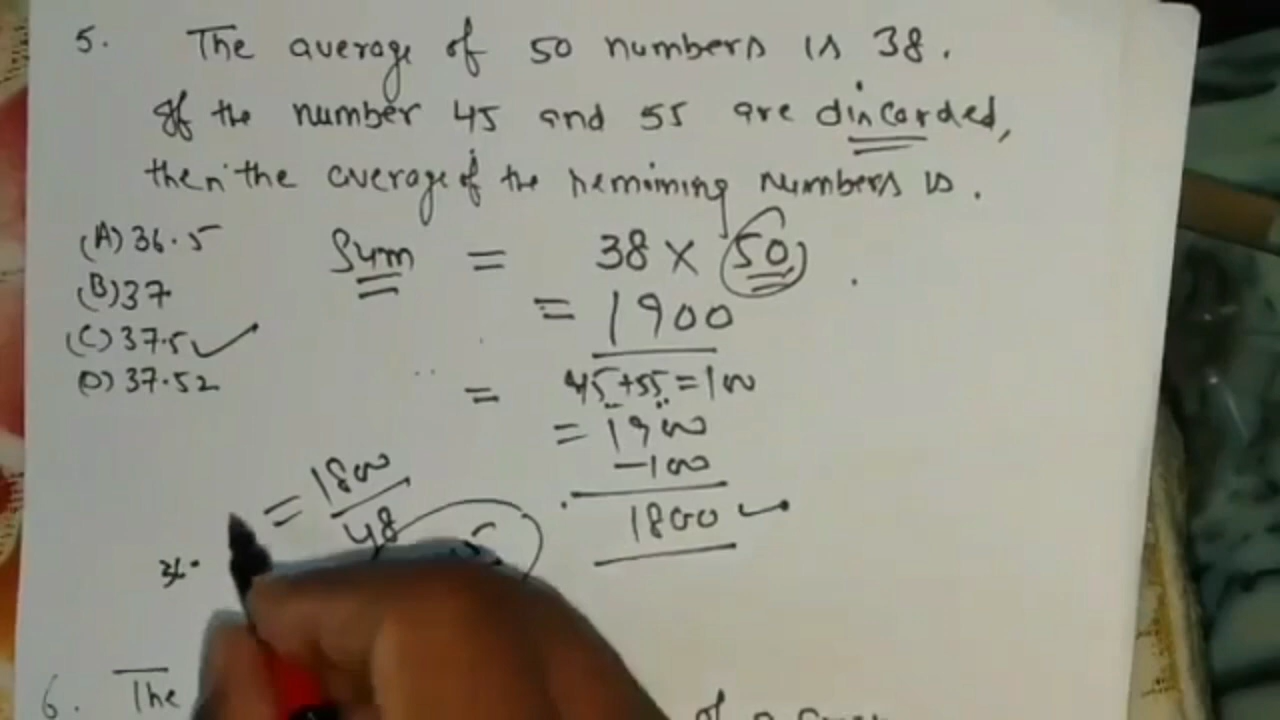 5. The average of 50 numbers is 38.
If the number 45 and 55 are discarded,
then the average of the remining numbers is.
(A) 36.5
(B) 37
(C) 37.5 ✓
(D) 37.52
Sum = 38 × 50
= 1900
= 45+55=100
= 1900
-100
1800
= 1800
48
6. The
of a